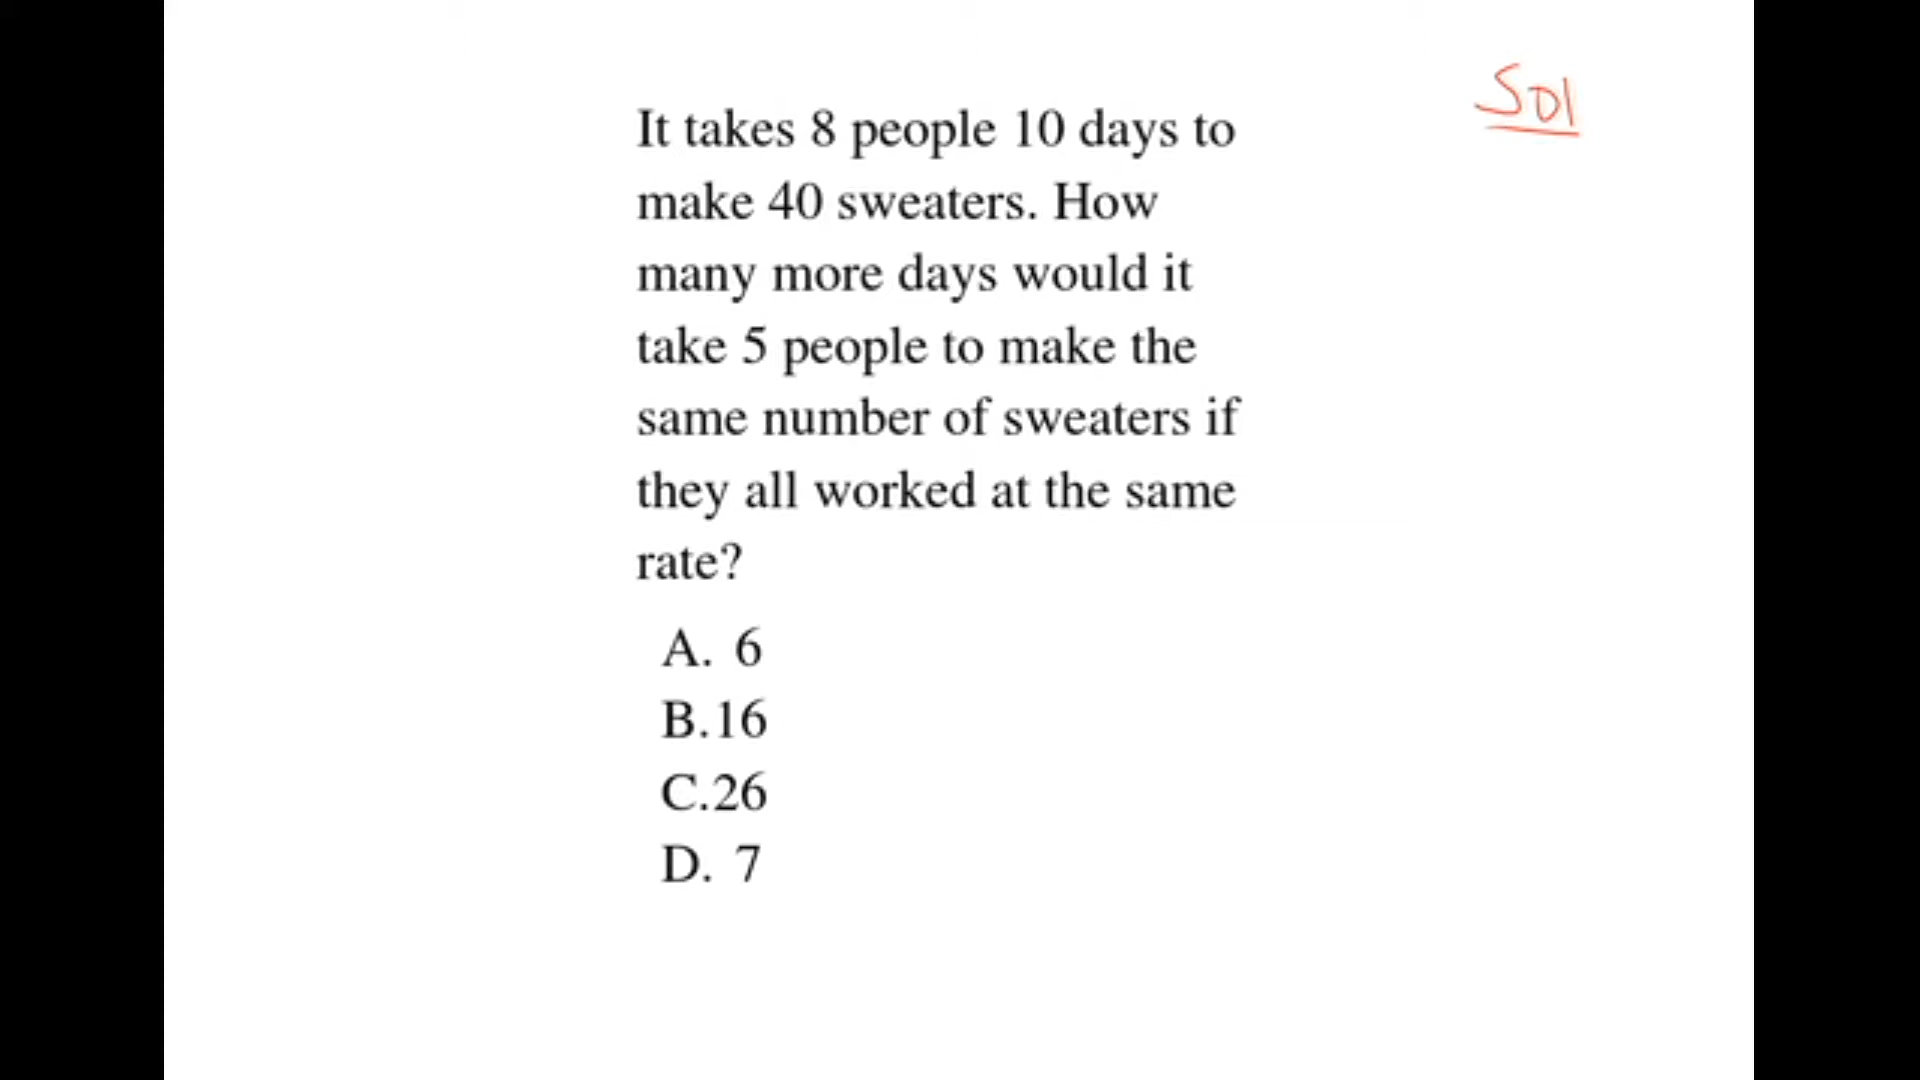 Sol
It takes 8 people 10 days to
make 40 sweaters. How
many more days would it
take 5 people to make the
same number of sweaters if
they all worked at the same
rate?
A. 6
B.16
C.26
D. 7